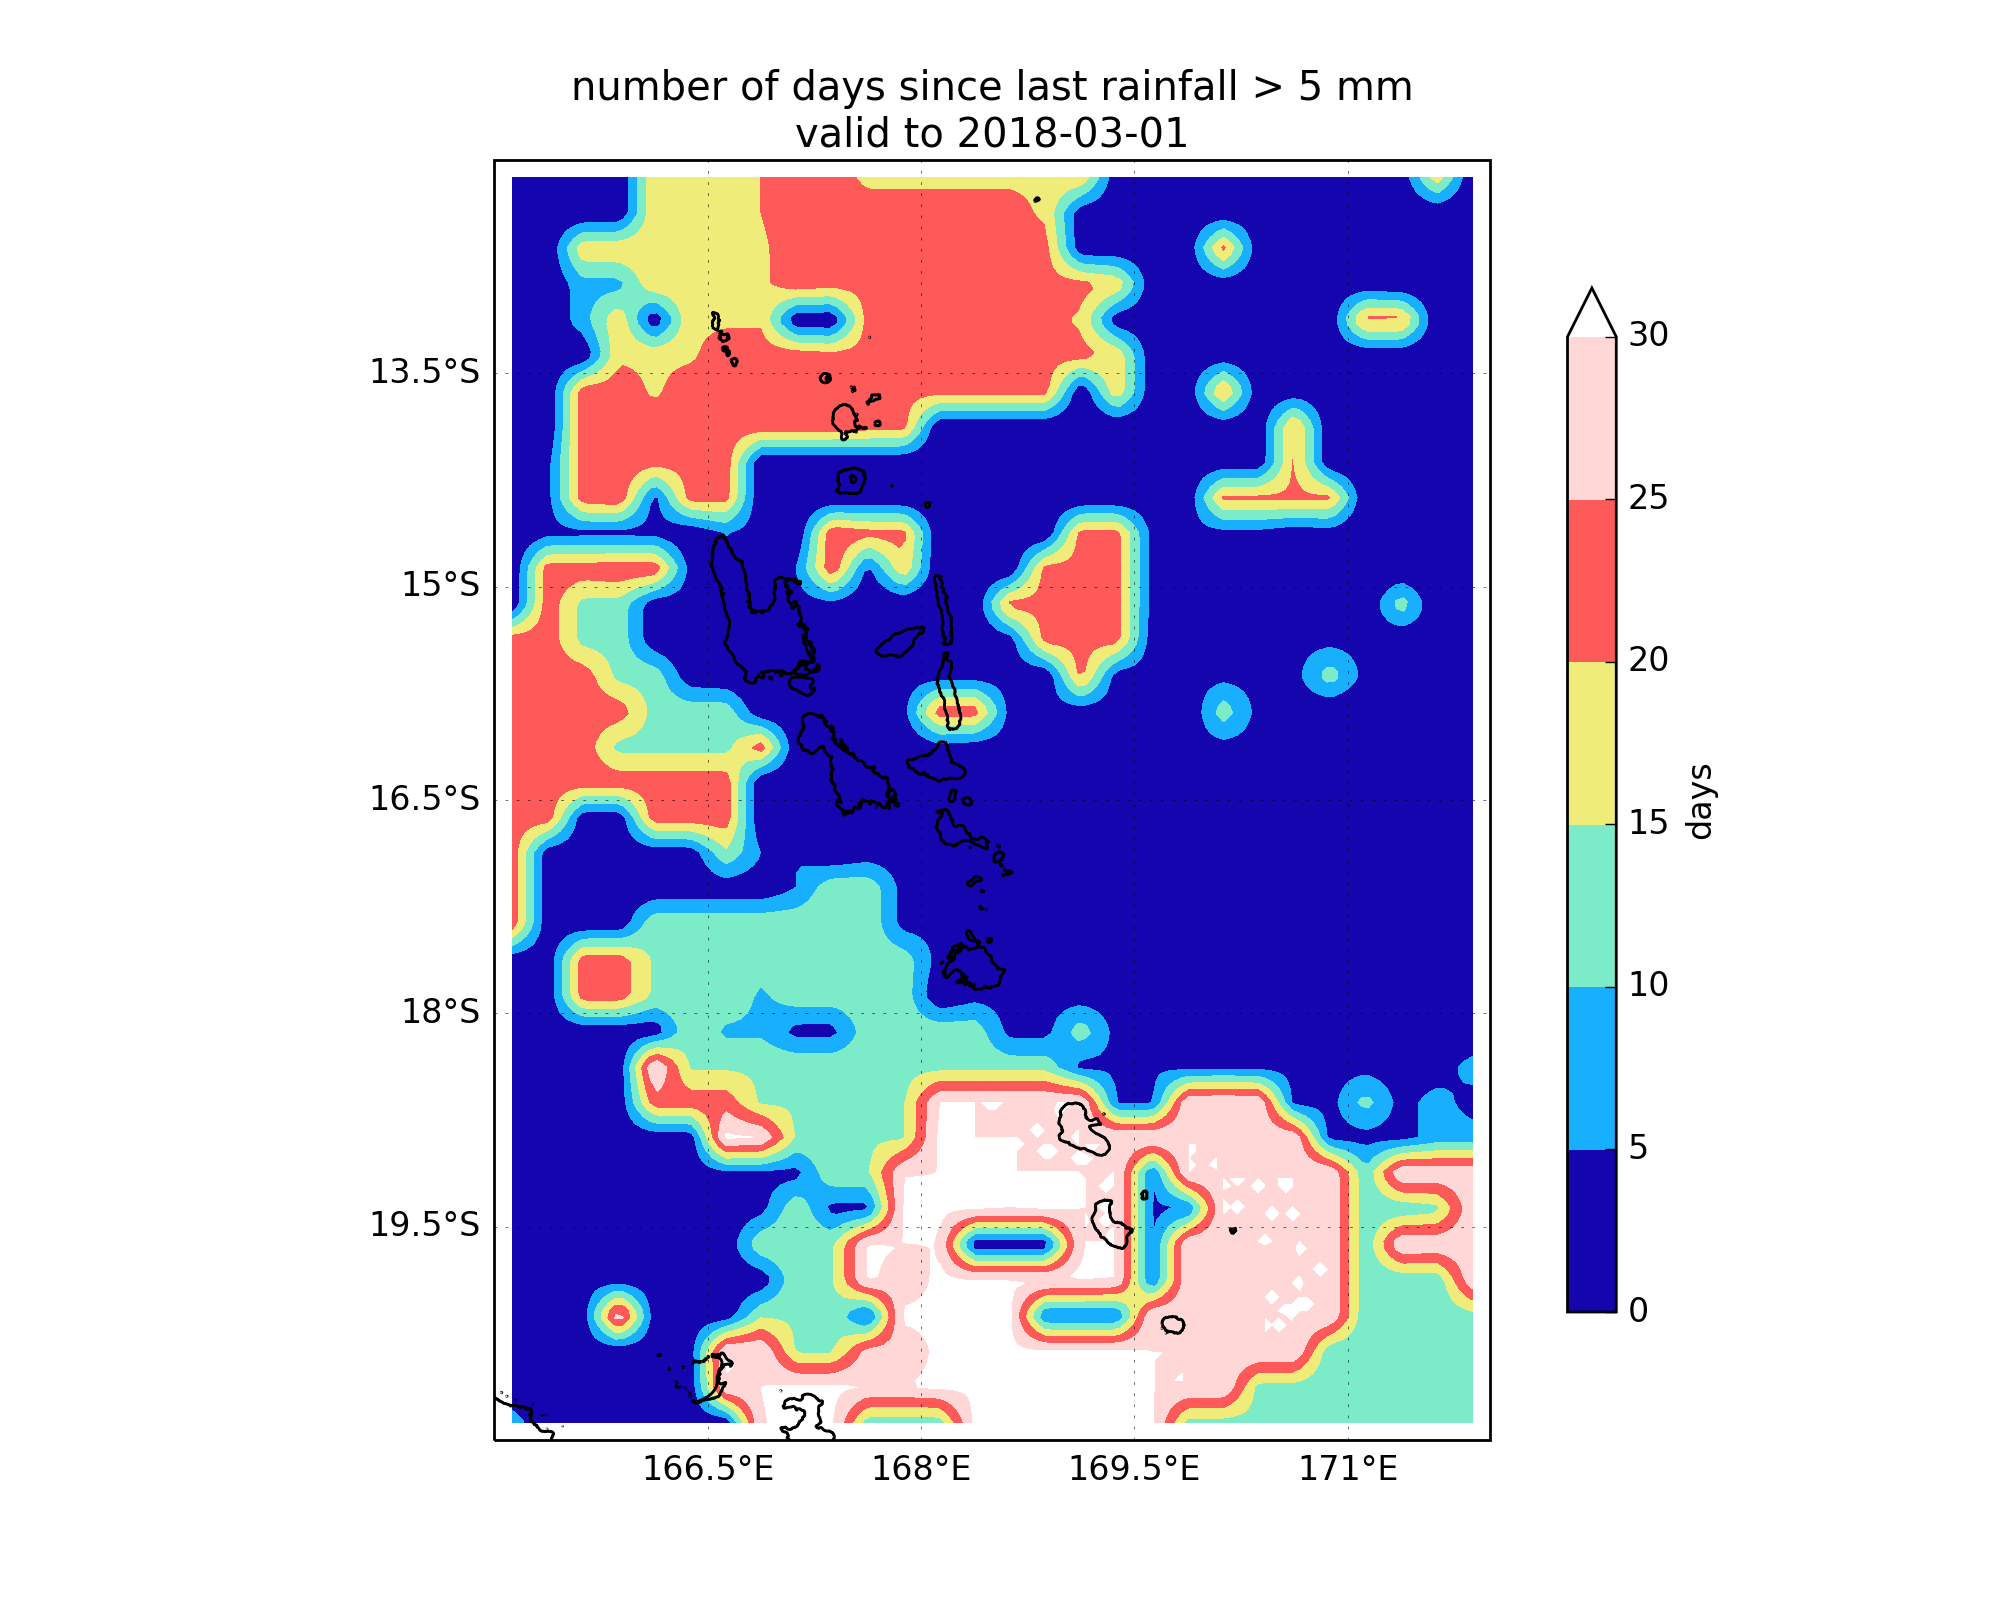 number of days since last rainfall > 5 mm
valid to 2018-03-01
13.5°S
15°S
16.5°S
18°S
19.5°S
166.5°E
168°E
169.5°E
171°E
30
25
20
15
10
5
0
days